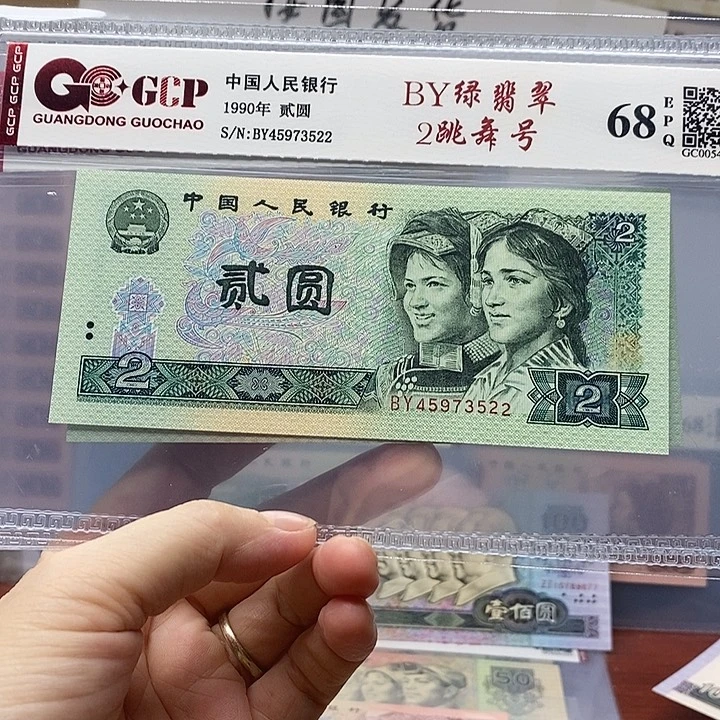 GCP GCP GCP
GCP
GUANGDONG GUOCHAO
中国人民银行
1990年 贰圆
S/N:BY45973522
BY绿翡翠
2跳舞号
68
EPQ
中国人民银行
2
贰圆
2
BY45973522
2
壹佰圆
50